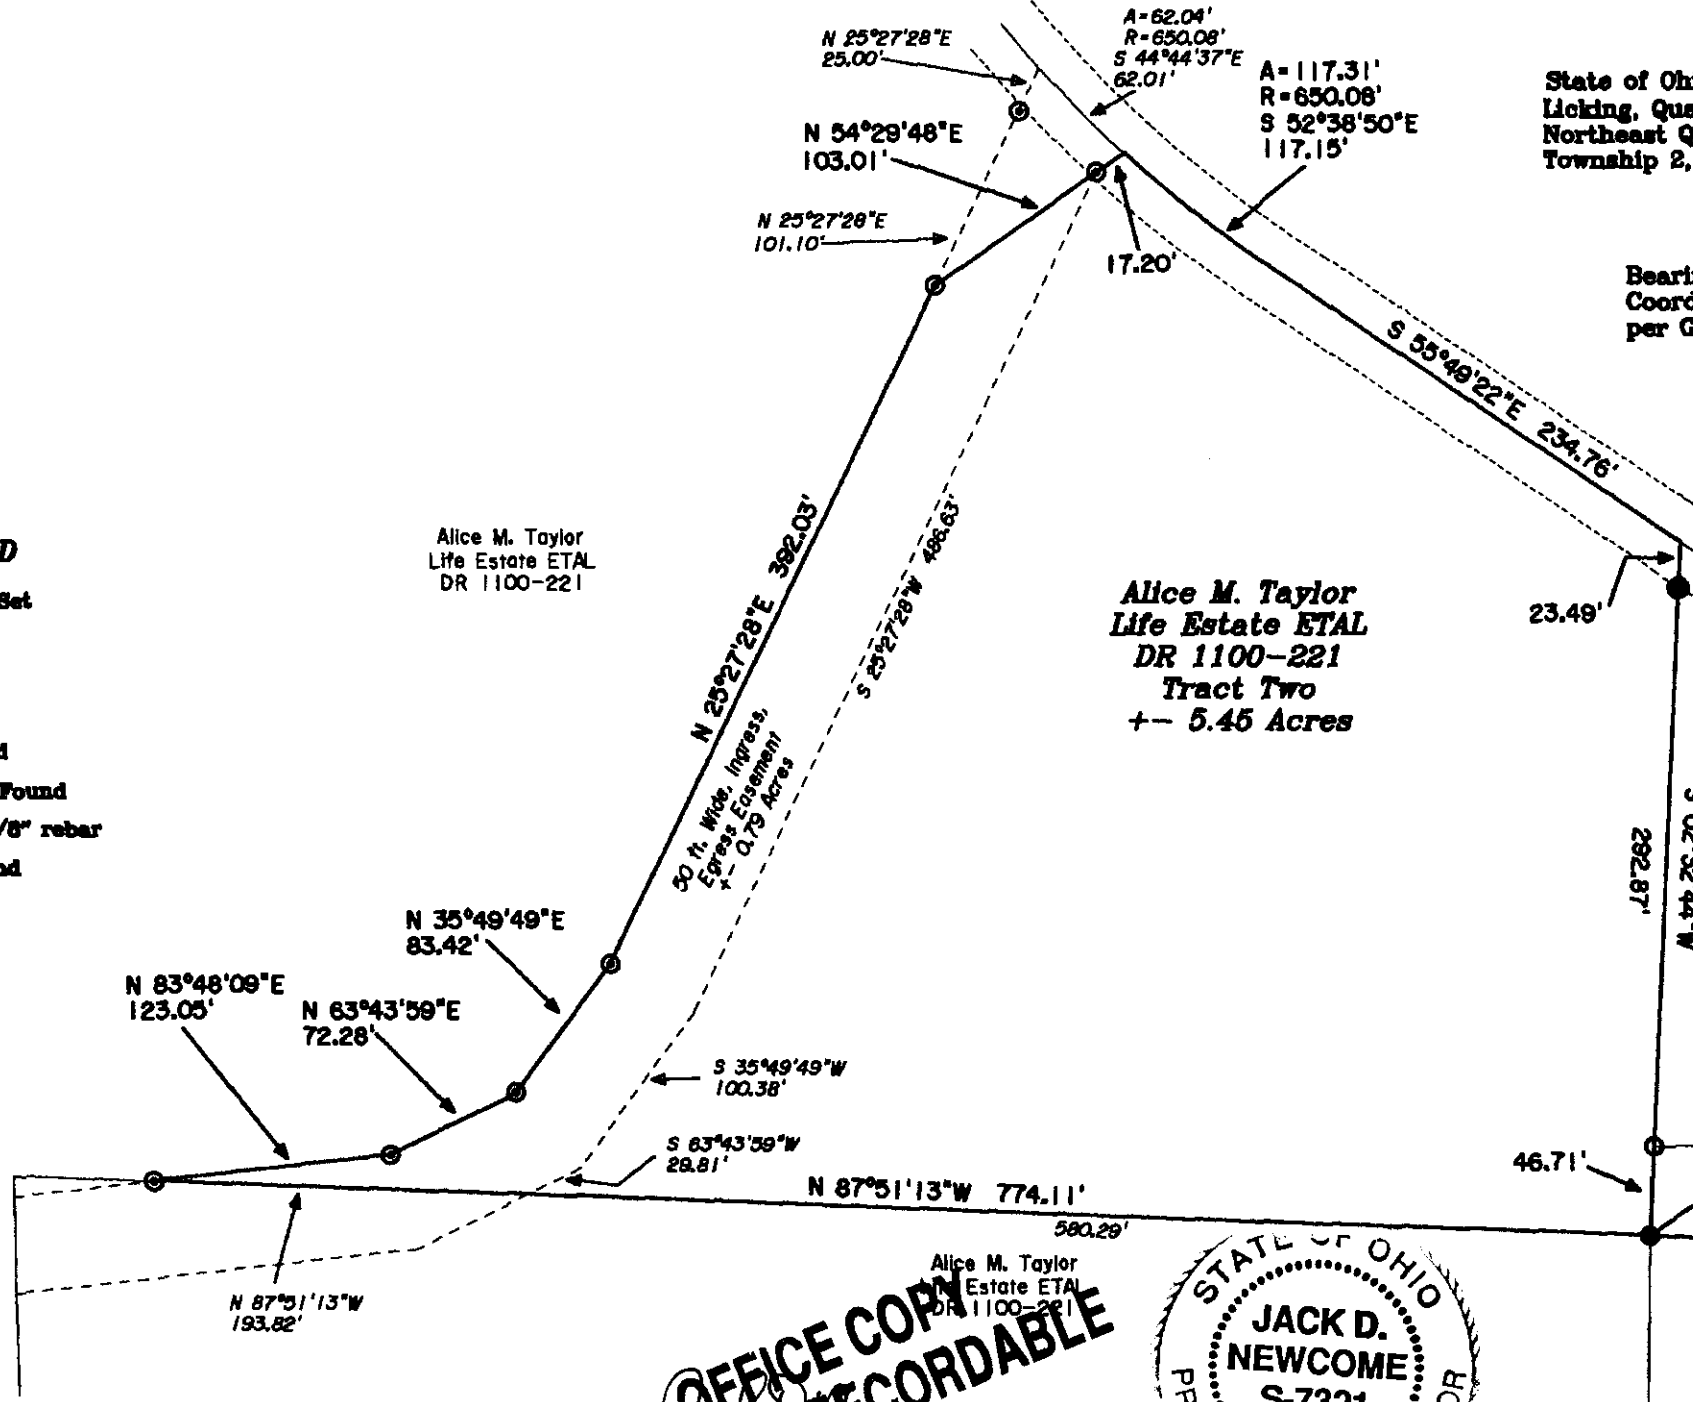 A=62.04'
R=650.08'
S 44°44'37"E
62.01'
N 25°27'28"E
25.00'
A=117.31'
R=650.08'
S 52°38'50"E
117.15'
State of
Licking,
Northeast
Township 2,
N 54°29'48"E
103.01'
N 25°27'28"E
101.10'
17.20'
per
S 55°49'22"E 234.76'
Alice M. Taylor
Life Estate ETAL
DR 1100-221
N 25°27'28"E 392.03'
S 25°27'28"W 486.63'
Alice M. Taylor
Life Estate ETAL
DR 1100-221
Tract Two
+- 5.45 Acres
23.49'
Set
Found
rebar
50 ft. Wide, Ingress,
Egress Easement
+- 0.79 Acres
292.87'
N 35°49'49"E
83.42'
N 83°48'09"E
123.05'
N 63°43'59"E
72.28'
S 35°49'49"W
100.38'
S 63°43'59"W
29.81'
46.71'
N 87°51'13"W 774.11'
580.29'
N 87°51'13"W
193.82'
Alice M. Taylor
Estate ETAL
DR 1100-221
OFFICE COPY
STATE OF OHIO
JACK D.
NEWCOME
S-7321